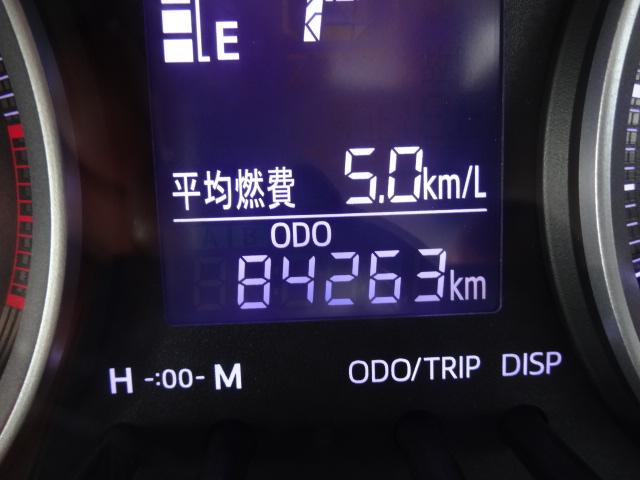 E
平均燃費 5.0km/L
ODO
84263km
H -:00- M ODO/TRIP DISP